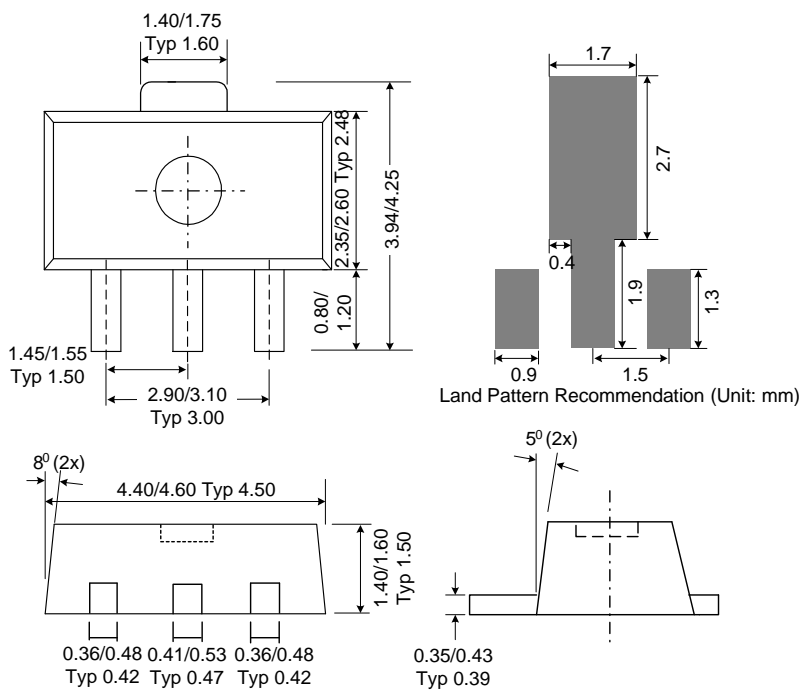 1.40/1.75
Typ 1.60
2.35/2.60 Typ 2.48
3.94/4.25
0.80/
1.20
1.45/1.55
Typ 1.50
2.90/3.10
Typ 3.00
1.7
2.7
0.4
1.9
1.3
0.9
1.5
Land Pattern Recommendation (Unit: mm)
8⁰ (2x)
4.40/4.60 Typ 4.50
1.40/1.60
Typ 1.50
0.36/0.48 0.41/0.53 0.36/0.48
Typ 0.42 Typ 0.47 Typ 0.42
5⁰ (2x)
0.35/0.43
Typ 0.39